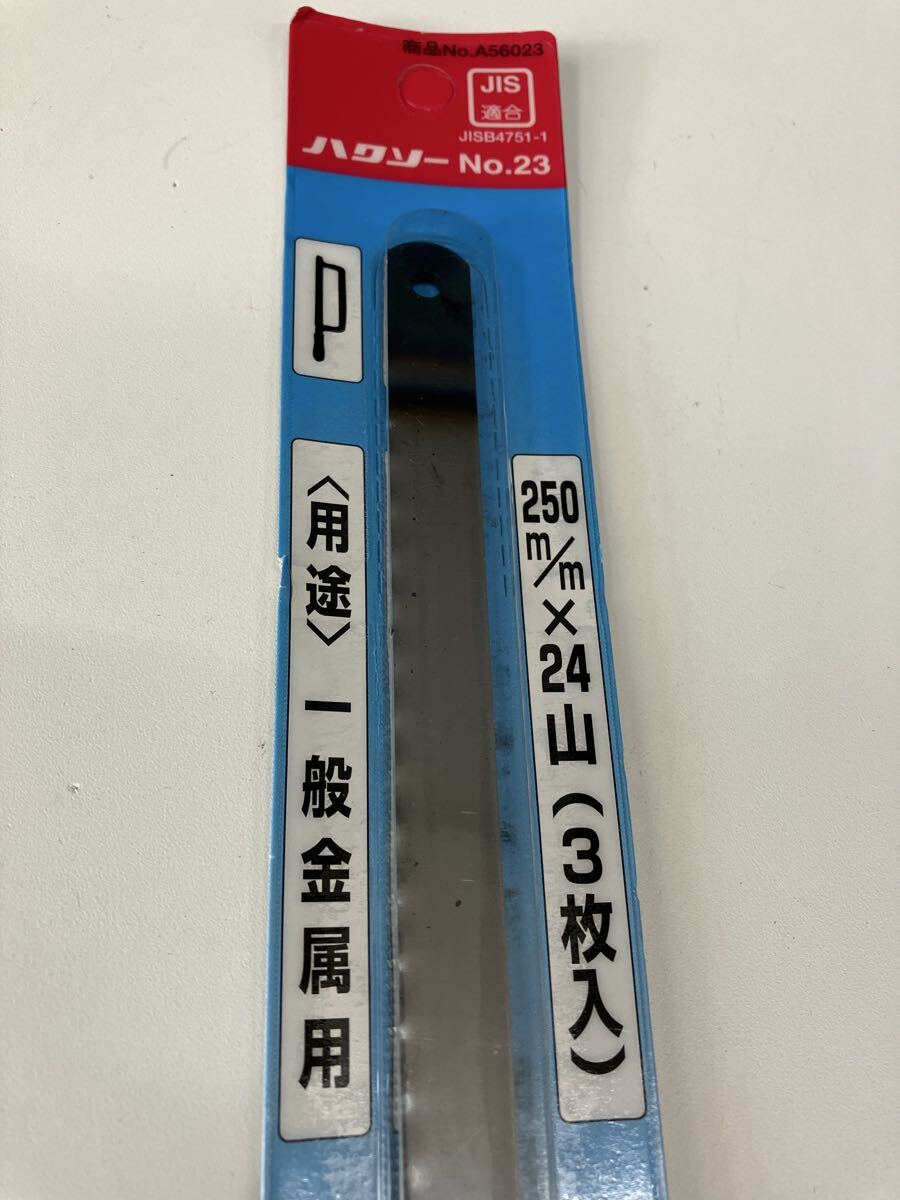 商品No.A56023
JIS
適合
JISB4751-1
ハクソー No.23
〈用途〉一般金属用
250m/m×24山(3枚入)